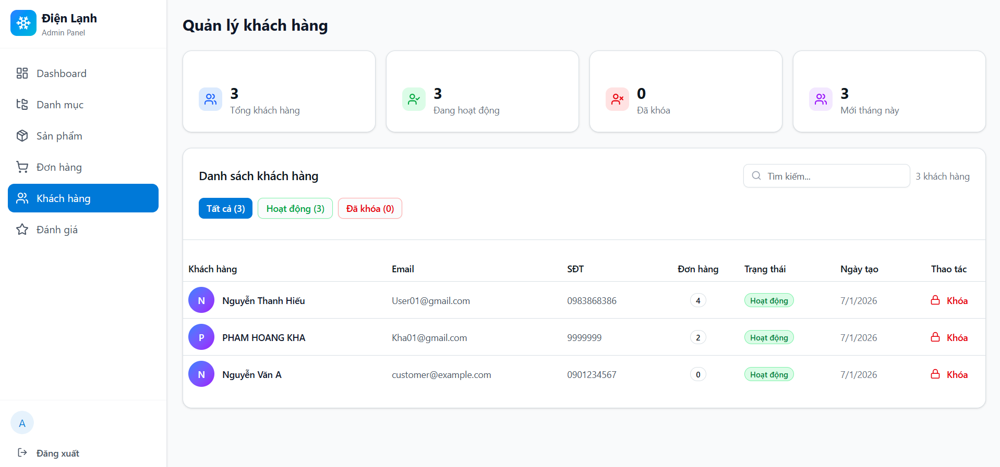 Điện Lạnh
Admin Panel
Dashboard
Danh mục
Sản phẩm
Đơn hàng
Khách hàng
Đánh giá
A
Đăng xuất
Quản lý khách hàng
3
Tổng khách hàng
3
Đang hoạt động
0
Đã khóa
3
Mới tháng này
Danh sách khách hàng
Tìm kiếm...
3 khách hàng
Tất cả (3) Hoạt động (3) Đã khóa (0)
Khách hàng Email SĐT Đơn hàng Trạng thái Ngày tạo Thao tác
N Nguyễn Thanh Hiếu User01@gmail.com 0983868386 4 Hoạt động 7/1/2026 Khóa
P PHAM HOANG KHA Kha01@gmail.com 9999999 2 Hoạt động 7/1/2026 Khóa
N Nguyễn Văn A customer@example.com 0901234567 0 Hoạt động 7/1/2026 Khóa